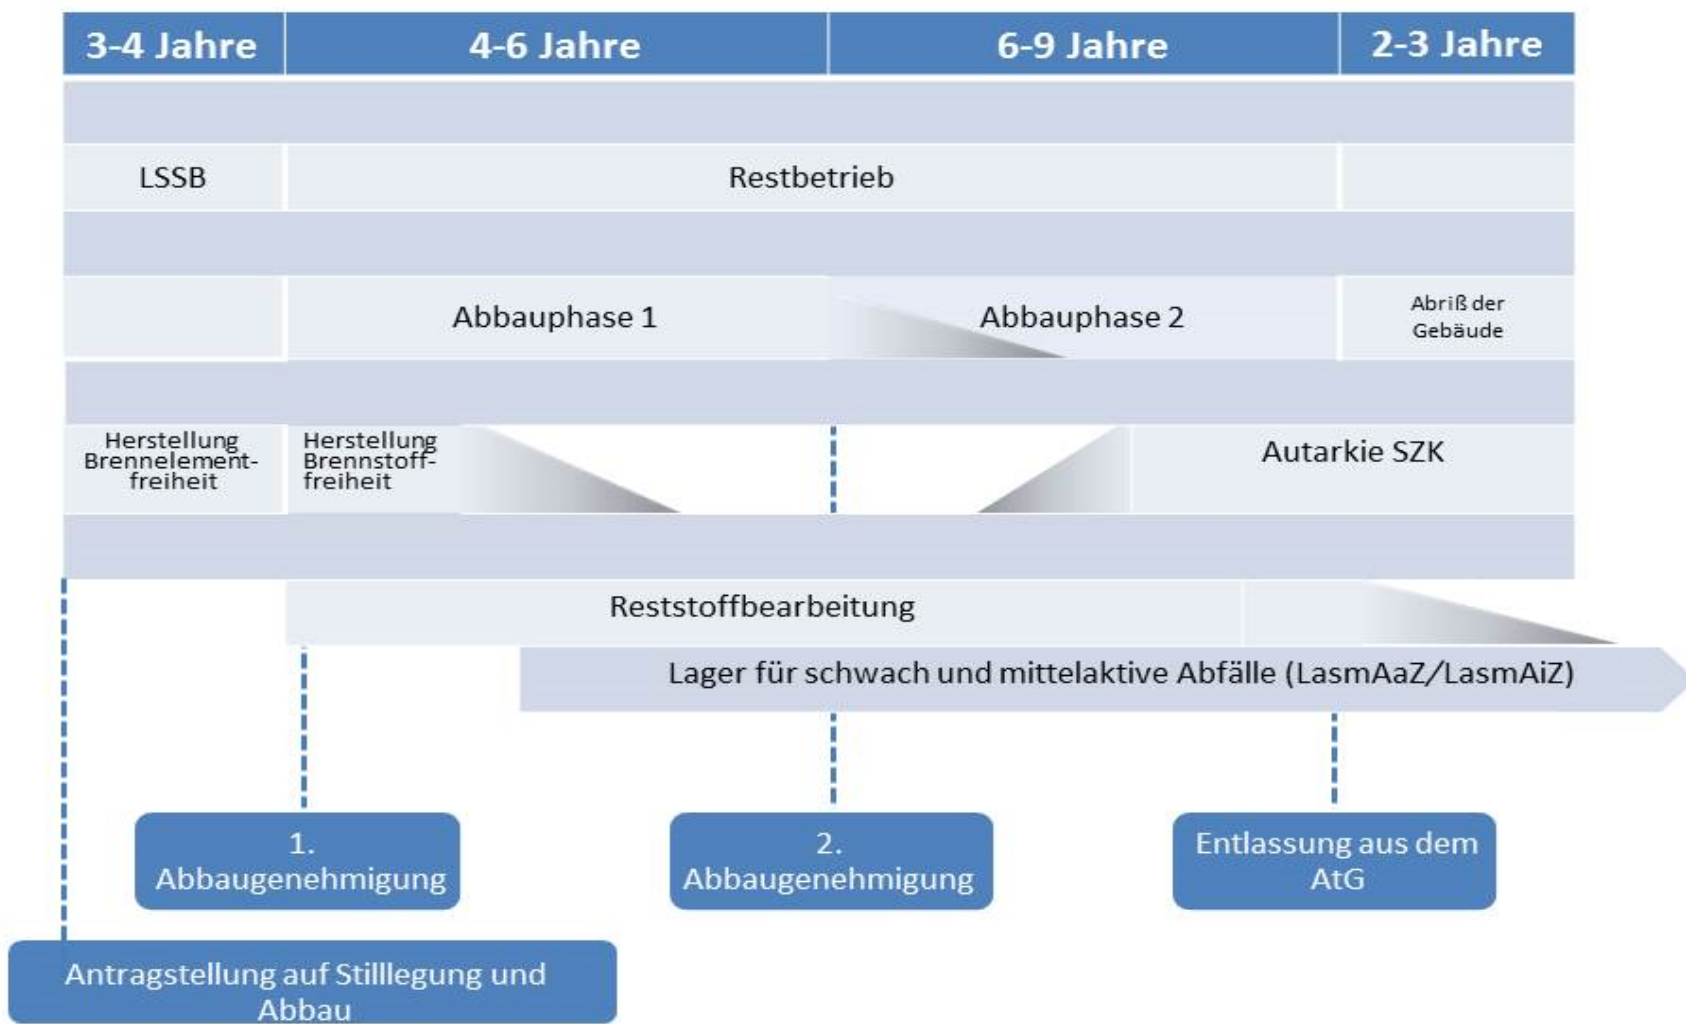 3-4 Jahre
4-6 Jahre
6-9 Jahre
2-3 Jahre
LSSB
Restbetrieb
Abbauphase 1
Abbauphase 2
Abriß der
Gebäude
Herstellung
Brennelement-
freiheit
Herstellung
Brennstoff-
freiheit
Autarkie SZK
Reststoffbearbeitung
Lager für schwach und mittelaktive Abfälle (LasmAaZ/LasmAiZ)
1.
Abbaugenehmigung
2.
Abbaugenehmigung
Entlassung aus dem
AtG
Antragstellung auf Stilllegung und
Abbau